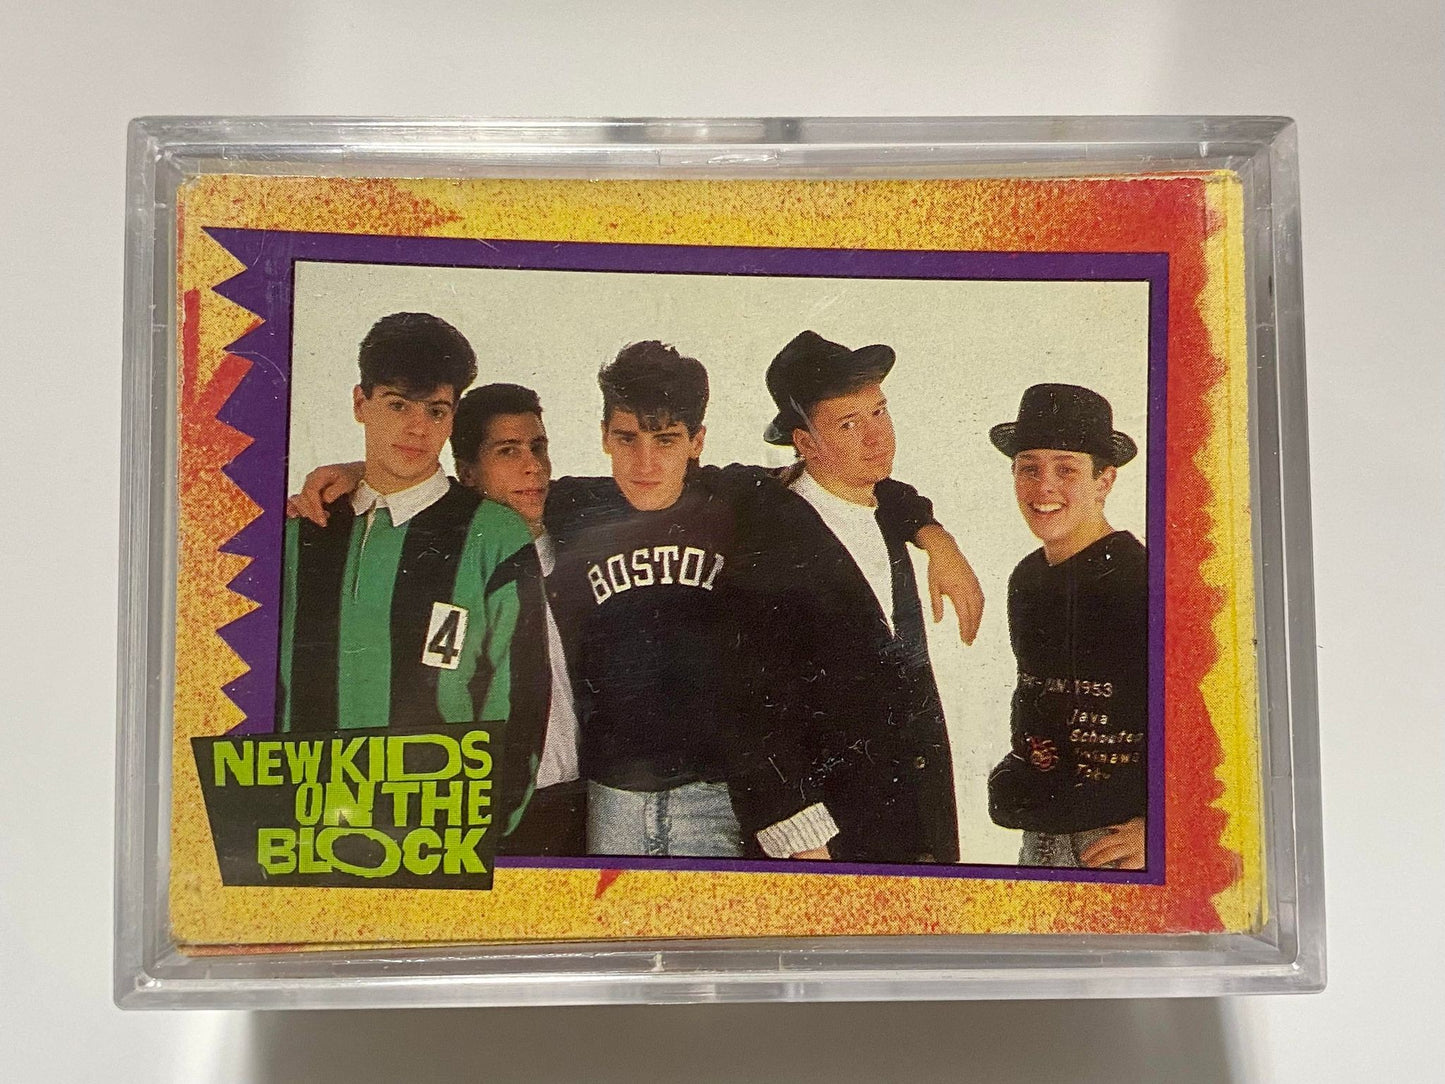 BOSTON
4
1953
Java
NEW KIDS
ON THE
BLOCK